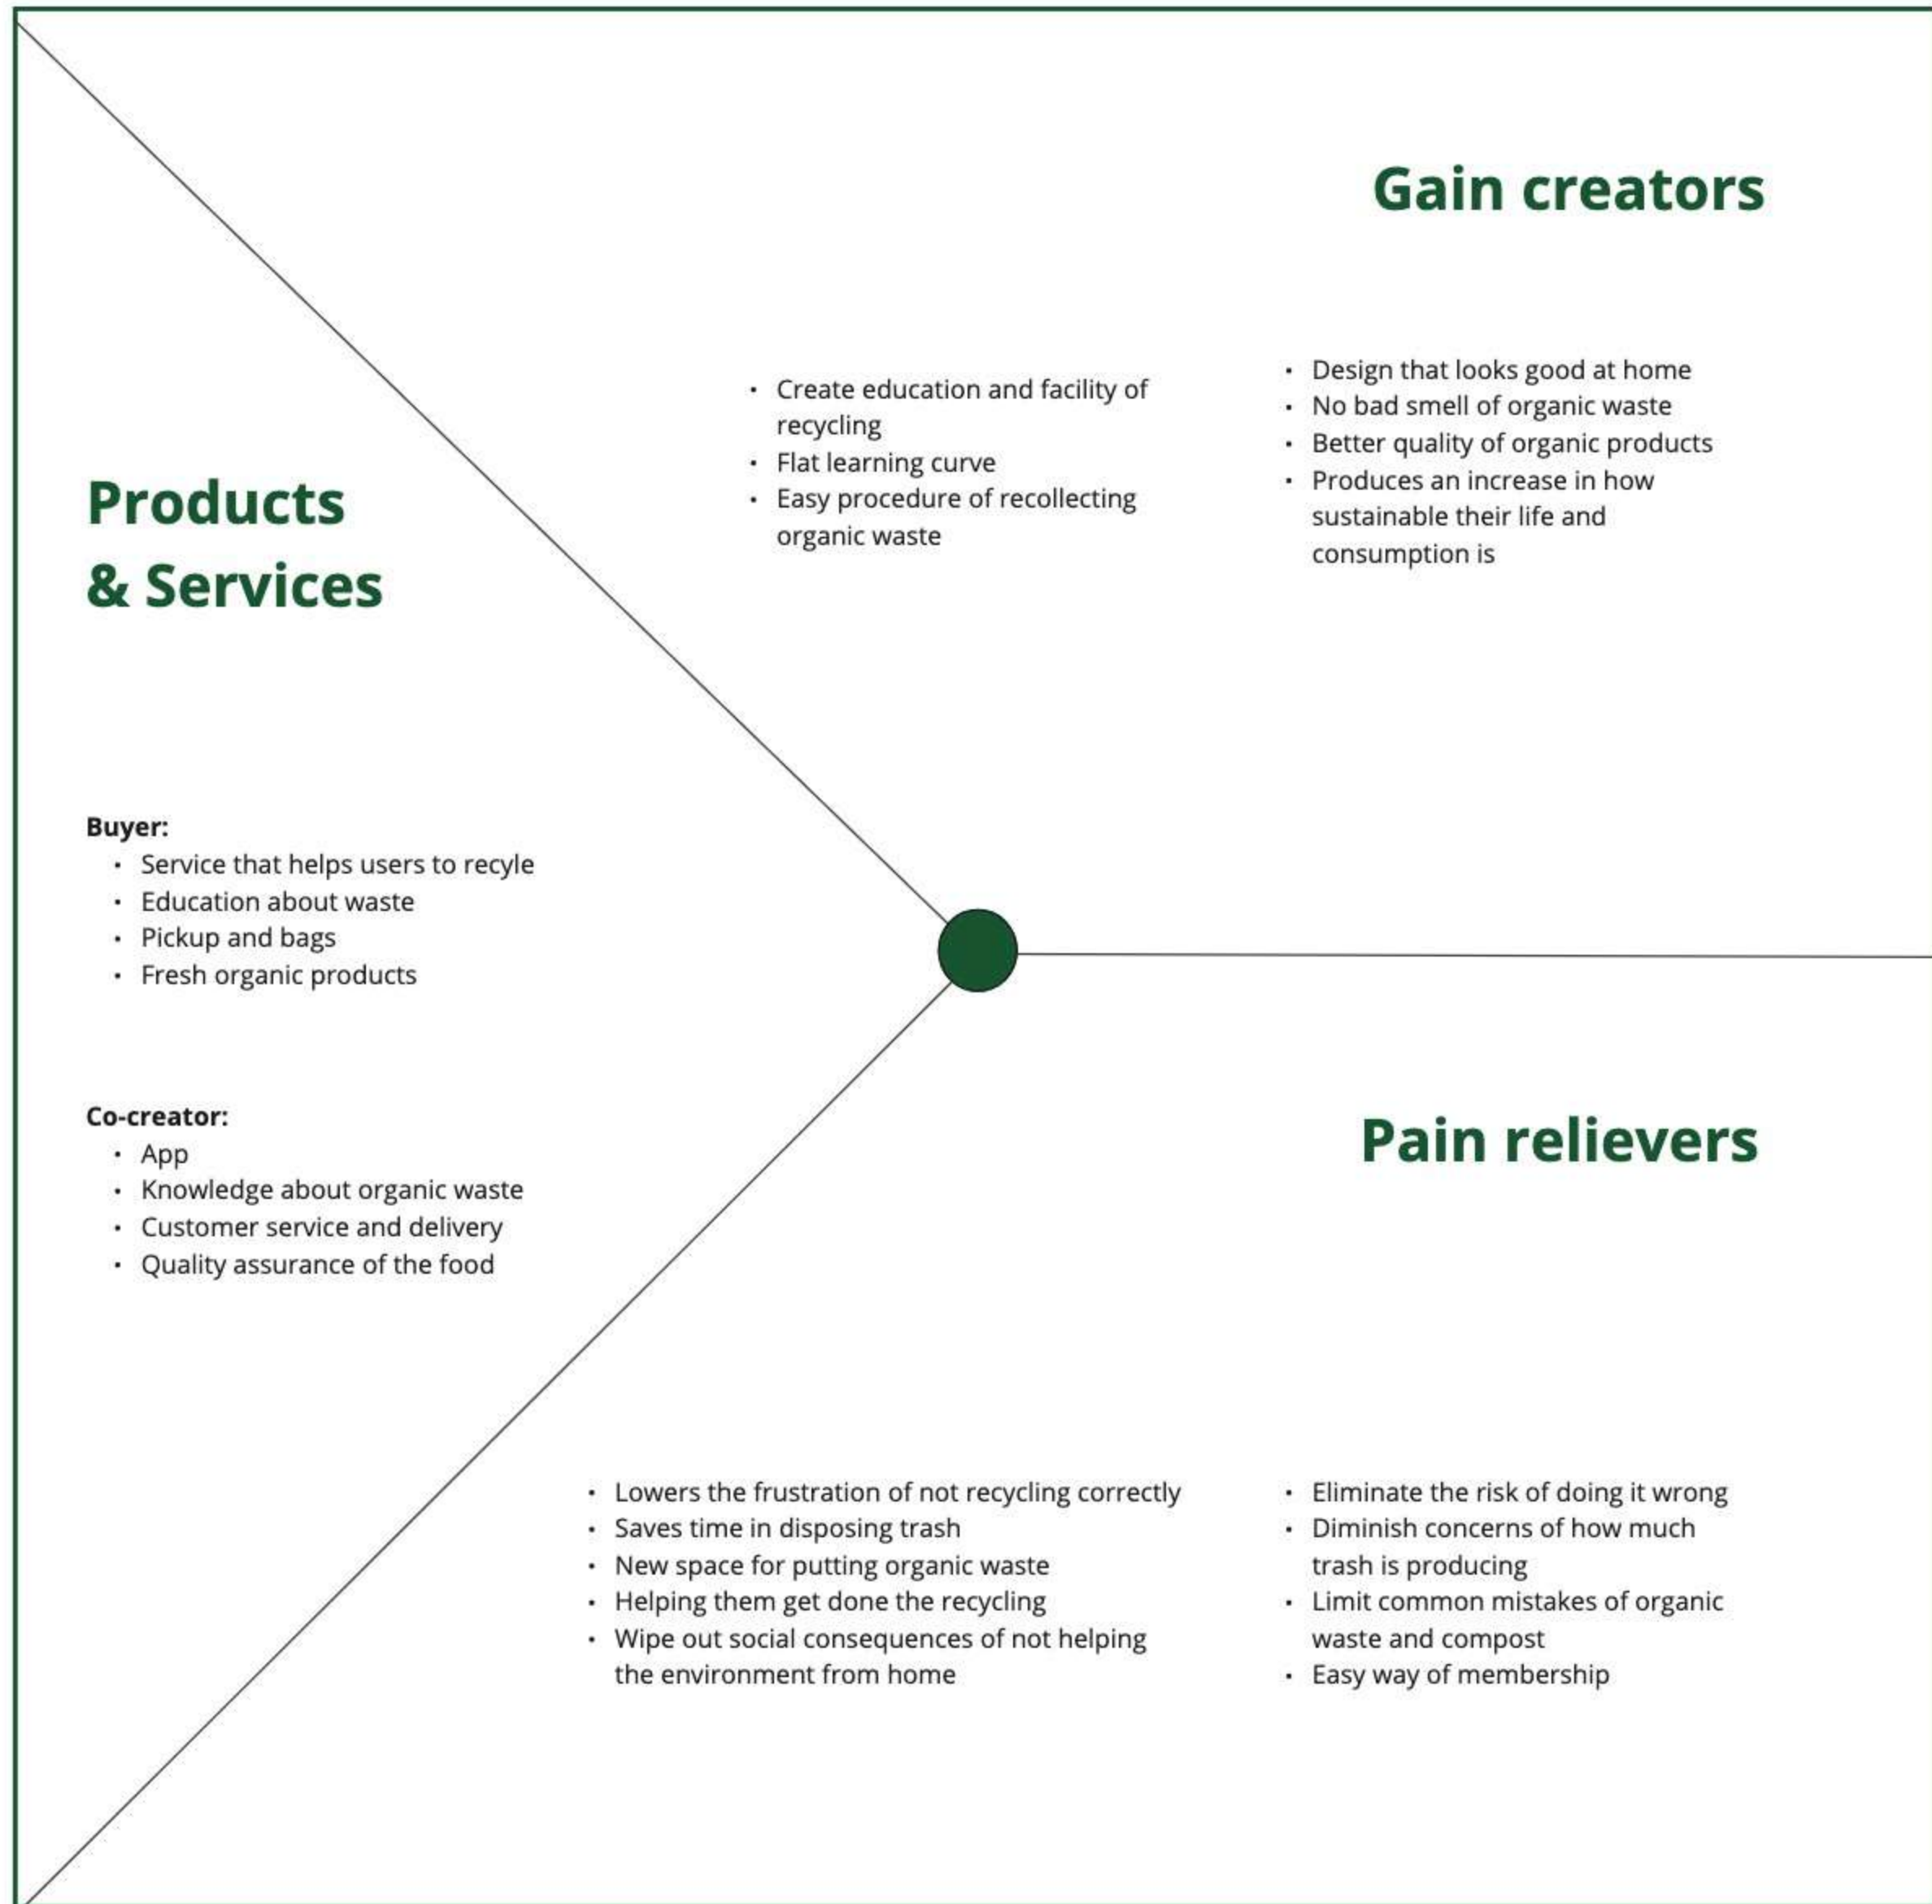 Gain creators
• Create education and facility of
recycling
• Flat learning curve
• Easy procedure of recollecting
organic waste
• Design that looks good at home
• No bad smell of organic waste
• Better quality of organic products
• Produces an increase in how
sustainable their life and
consumption is
Products
& Services
Buyer:
• Service that helps users to recyle
• Education about waste
• Pickup and bags
• Fresh organic products
Co-creator:
• App
• Knowledge about organic waste
• Customer service and delivery
• Quality assurance of the food
Pain relievers
• Lowers the frustration of not recycling correctly
• Saves time in disposing trash
• New space for putting organic waste
• Helping them get done the recycling
• Wipe out social consequences of not helping
the environment from home
• Eliminate the risk of doing it wrong
• Diminish concerns of how much
trash is producing
• Limit common mistakes of organic
waste and compost
• Easy way of membership